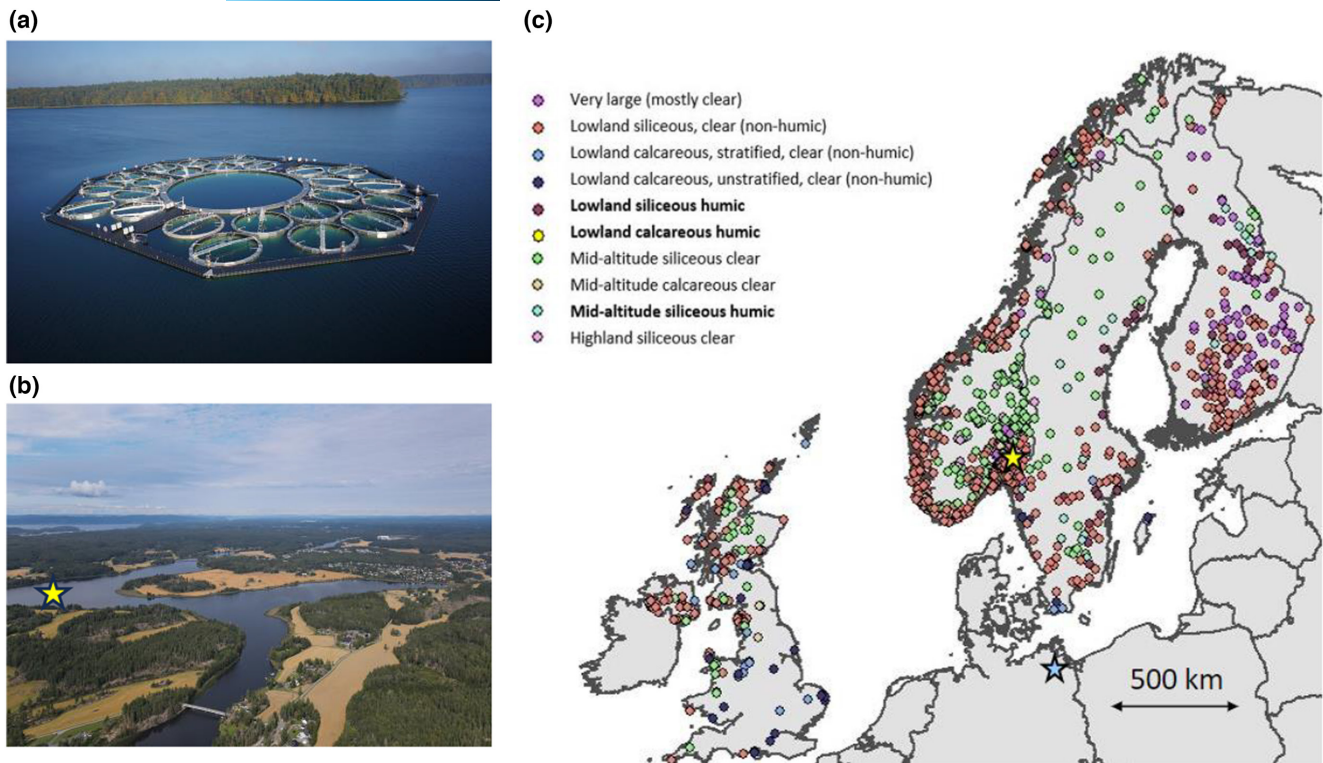 (a)
(c)
Very large (mostly clear)
Lowland siliceous, clear (non-humic)
Lowland calcareous, stratified, clear (non-humic)
Lowland calcareous, unstratified, clear (non-humic)
Lowland siliceous humic
Lowland calcareous humic
Mid-altitude siliceous clear
Mid-altitude calcareous clear
Mid-altitude siliceous humic
Highland siliceous clear
(b)
500 km